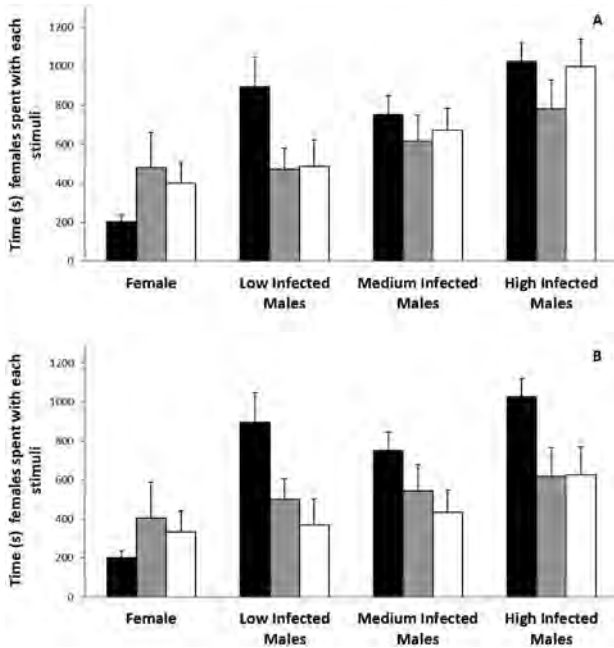 A
Time (s) females spent with each
stimuli
1200
1000
800
600
400
200
0
Female
Low Infected
Males
Medium Infected
Males
High Infected
Males
B
Time (s) females spent with each
stimuli
1200
1000
800
600
400
200
0
Female
Low Infected
Males
Medium Infected
Males
High Infected
Males